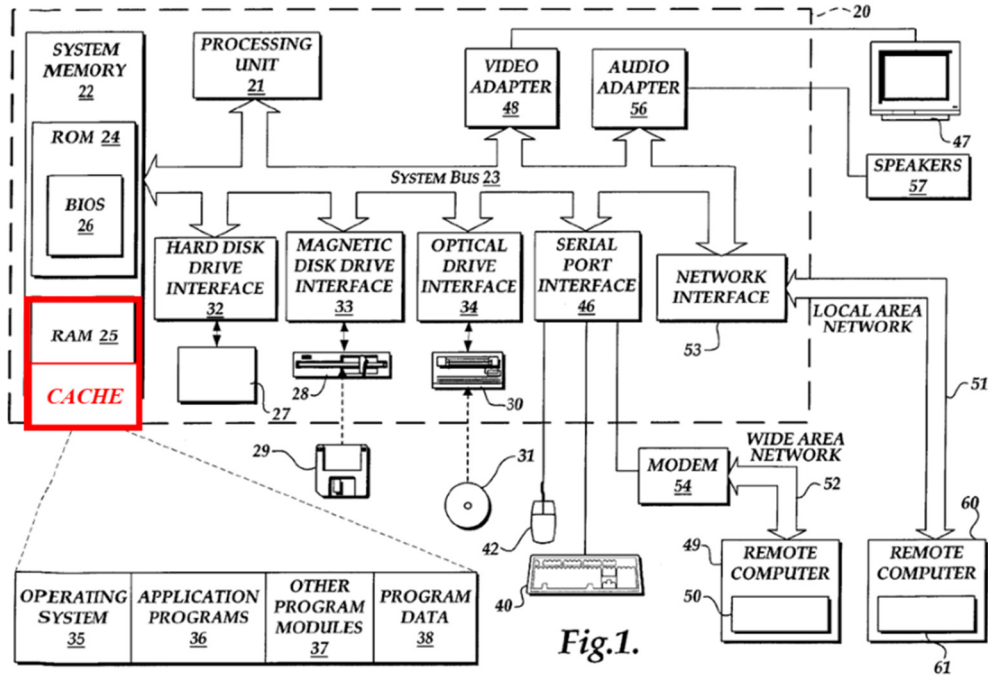 20
SYSTEM
MEMORY
22
ROM 24
BIOS
26
RAM 25
CACHE
PROCESSING
UNIT
21
VIDEO
ADAPTER
48
AUDIO
ADAPTER
56
47
SPEAKERS
57
SYSTEM BUS 23
HARD DISK
DRIVE
INTERFACE
32
MAGNETIC
DISK DRIVE
INTERFACE
33
OPTICAL
DRIVE
INTERFACE
34
SERIAL
PORT
INTERFACE
46
NETWORK
INTERFACE
53
LOCAL AREA
NETWORK
51
27
28
30
29
31
42
40
MODEM
54
WIDE AREA
NETWORK
52
49
REMOTE
COMPUTER
50
60
REMOTE
COMPUTER
61
OPERATING
SYSTEM
35
APPLICATION
PROGRAMS
36
OTHER
PROGRAM
MODULES
37
PROGRAM
DATA
38
Fig.1.